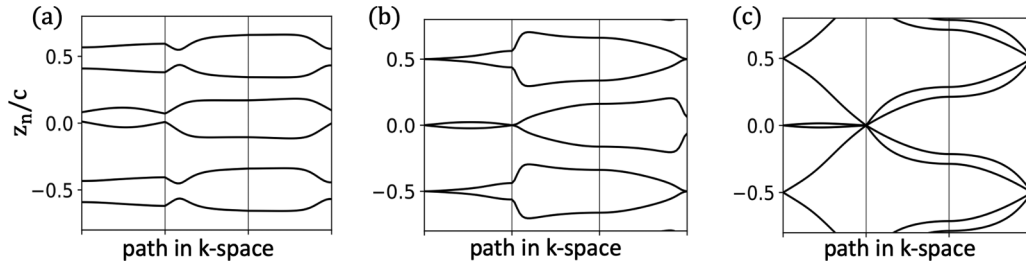 (a) (b) (c)
z_n/c
0.5 0.5 0.5
0.0 0.0 0.0
−0.5 −0.5 −0.5
path in k-space path in k-space path in k-space